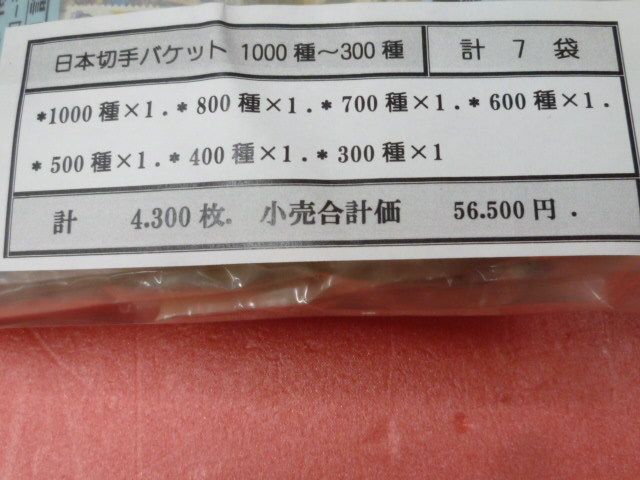 日本切手パケット 1000種～300種 計 7 袋
*1000種×1.*800種×1.*700種×1.*600種×1.
*500種×1.*400種×1.*300種×1
計 4.300枚. 小売合計価 56.500円.